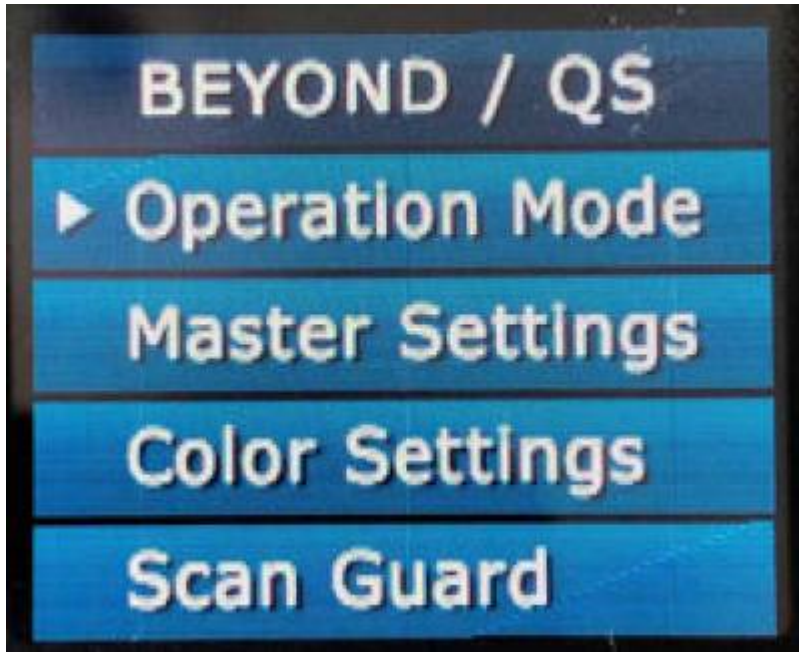 BEYOND / QS
Operation Mode
Master Settings
Color Settings
Scan Guard